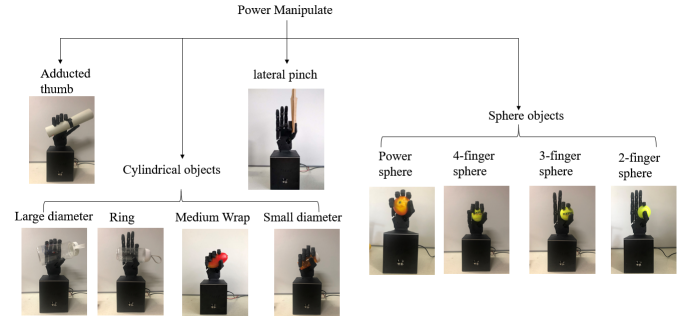 Power Manipulate
Adducted
thumb
lateral pinch
Sphere objects
Cylindrical objects
Power
sphere
4-finger
sphere
3-finger
sphere
2-finger
sphere
Large diameter
Ring
Medium Wrap
Small diameter